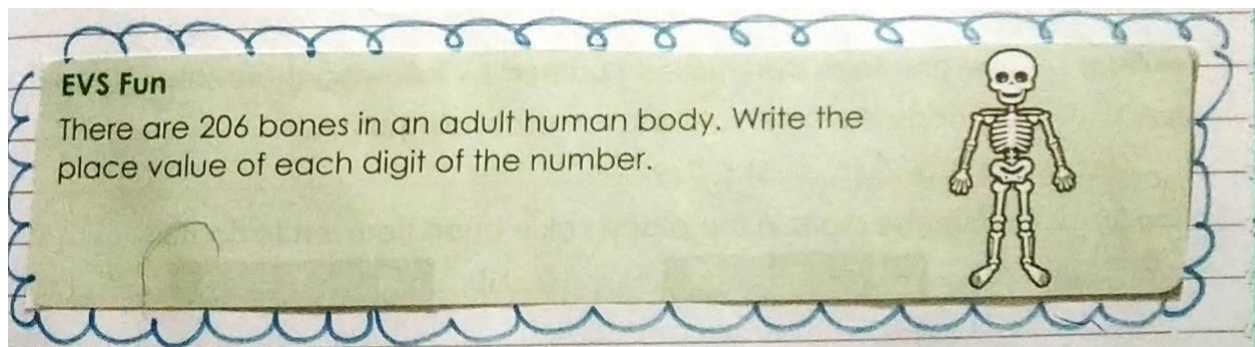 EVS Fun
There are 206 bones in an adult human body. Write the
place value of each digit of the number.